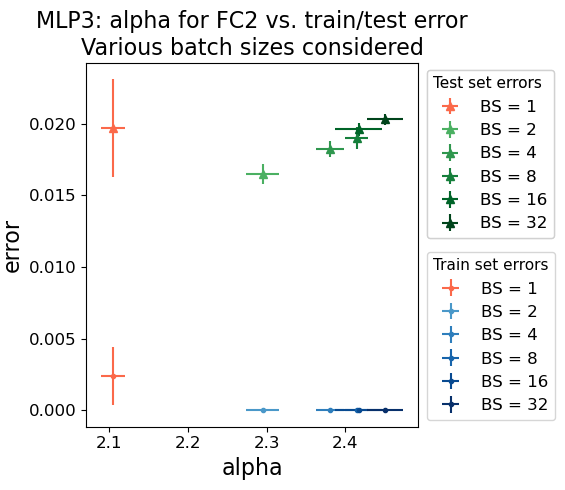 MLP3: alpha for FC2 vs. train/test error
Various batch sizes considered
error
0.020
0.015
0.010
0.005
0.000
2.1
2.2
2.3
2.4
alpha
Test set errors
BS = 1
BS = 2
BS = 4
BS = 8
BS = 16
BS = 32
Train set errors
BS = 1
BS = 2
BS = 4
BS = 8
BS = 16
BS = 32